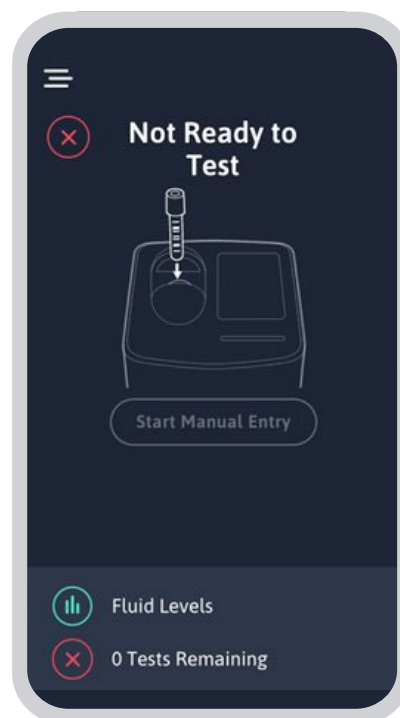 Not Ready to
Test
Start Manual Entry
Fluid Levels
0 Tests Remaining